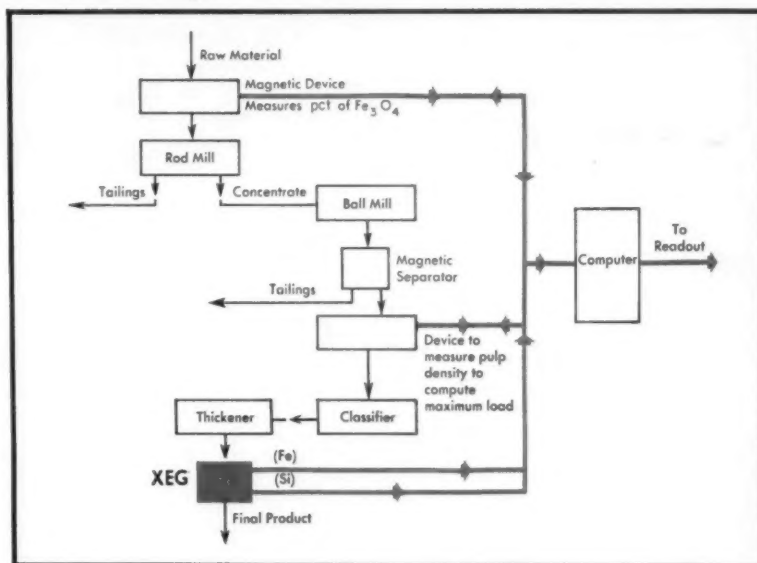 Raw Material
Magnetic Device
Measures pct of Fe₃O₄
Rod Mill
Tailings
Concentrate
Ball Mill
Magnetic
Separator
Tailings
Computer
To
Readout
Device to
measure pulp
density to
compute
maximum load
Thickener
Classifier
XEG
(Fe)
(Si)
Final Product